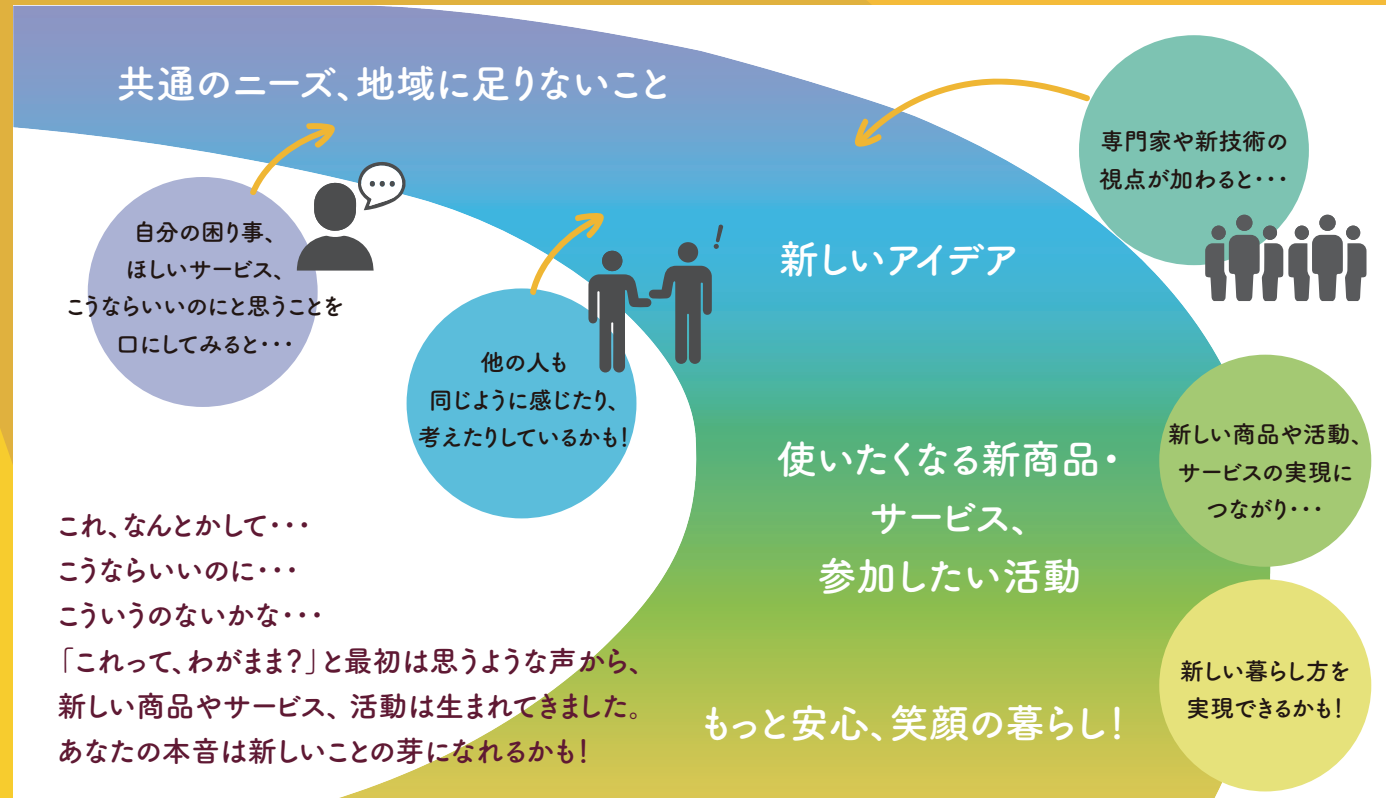 共通のニーズ、地域に足りないこと
自分の困り事、
ほしいサービス、
こうならいいのにと思うことを
口にしてみると・・・
他の人も
同じように感じたり、
考えたりしているかも!
専門家や新技術の
視点が加わると・・・
新しいアイデア
使いたくなる新商品・
サービス、
参加したい活動
新しい商品や活動、
サービスの実現に
つながり・・・
もっと安心、笑顔の暮らし!
新しい暮らし方を
実現できるかも!
これ、なんとかして・・・
こうならいいのに・・・
こういうのないかな・・・
「これって、わがまま?」と最初は思うような声から、
新しい商品やサービス、活動は生まれてきました。
あなたの本音は新しいことの芽になれるかも!